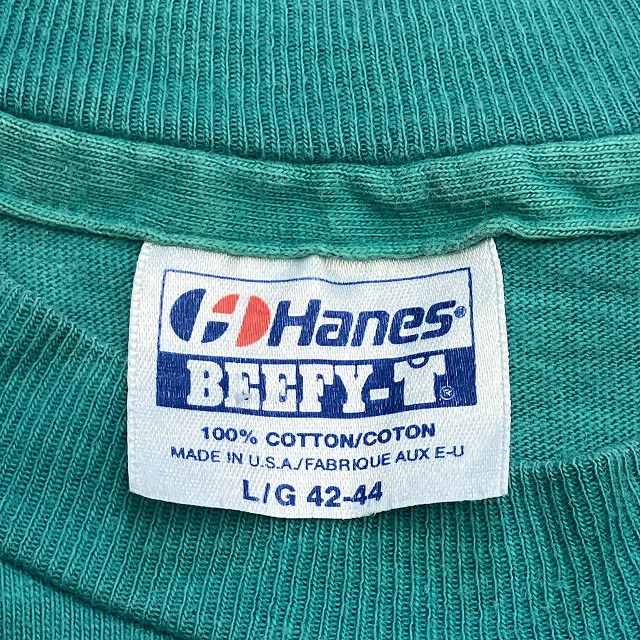 Hanes®
BEEFY-T®
100% COTTON/COTON
MADE IN U.S.A./FABRIQUE AUX E-U
L/G 42-44